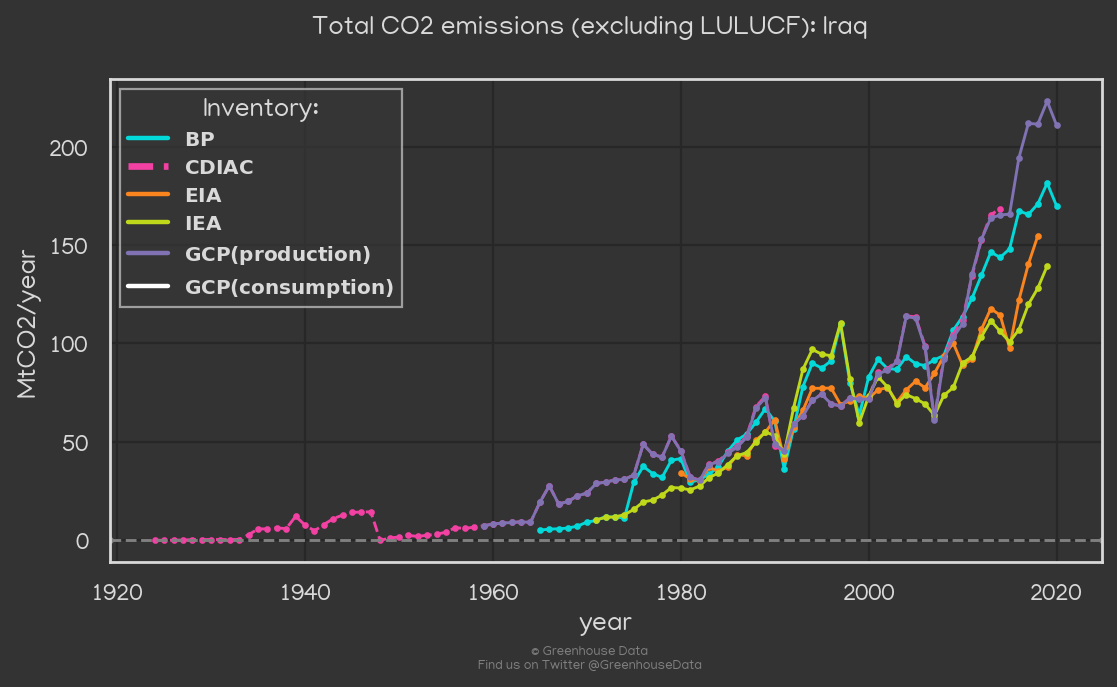 Total CO2 emissions (excluding LULUCF): Iraq
Inventory:
BP
CDIAC
EIA
IEA
GCP(production)
GCP(consumption)
MtCO2/year
200
150
100
50
0
1920 1940 1960 1980 2000 2020
year
© Greenhouse Data
Find us on Twitter @GreenhouseData